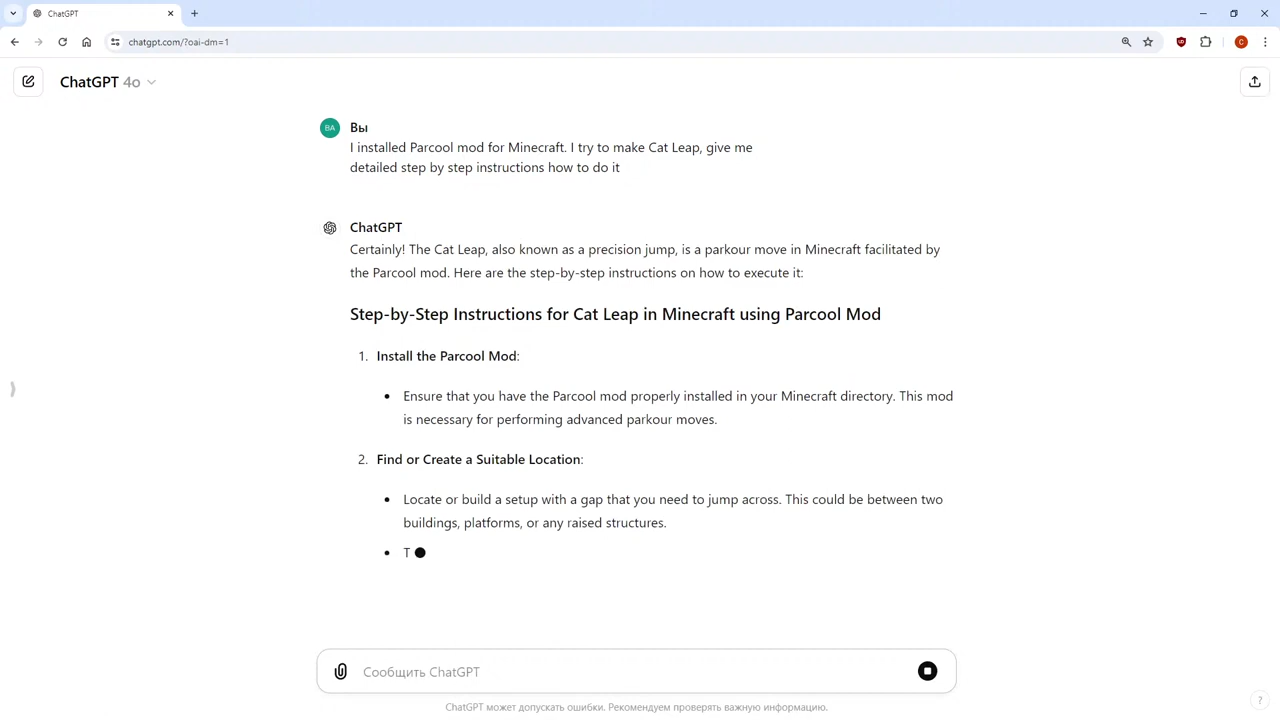 ChatGPT
chatgpt.com/?oai-dm=1
C
ChatGPT 4o
BA
Вы
I installed Parcool mod for Minecraft. I try to make Cat Leap, give me
detailed step by step instructions how to do it
ChatGPT
Certainly! The Cat Leap, also known as a precision jump, is a parkour move in Minecraft facilitated by
the Parcool mod. Here are the step-by-step instructions on how to execute it:
Step-by-Step Instructions for Cat Leap in Minecraft using Parcool Mod
1. Install the Parcool Mod:
• Ensure that you have the Parcool mod properly installed in your Minecraft directory. This mod
is necessary for performing advanced parkour moves.
2. Find or Create a Suitable Location:
• Locate or build a setup with a gap that you need to jump across. This could be between two
buildings, platforms, or any raised structures.
• T
Сообщить ChatGPT
ChatGPT может допускать ошибки. Рекомендуем проверять важную информацию.
?